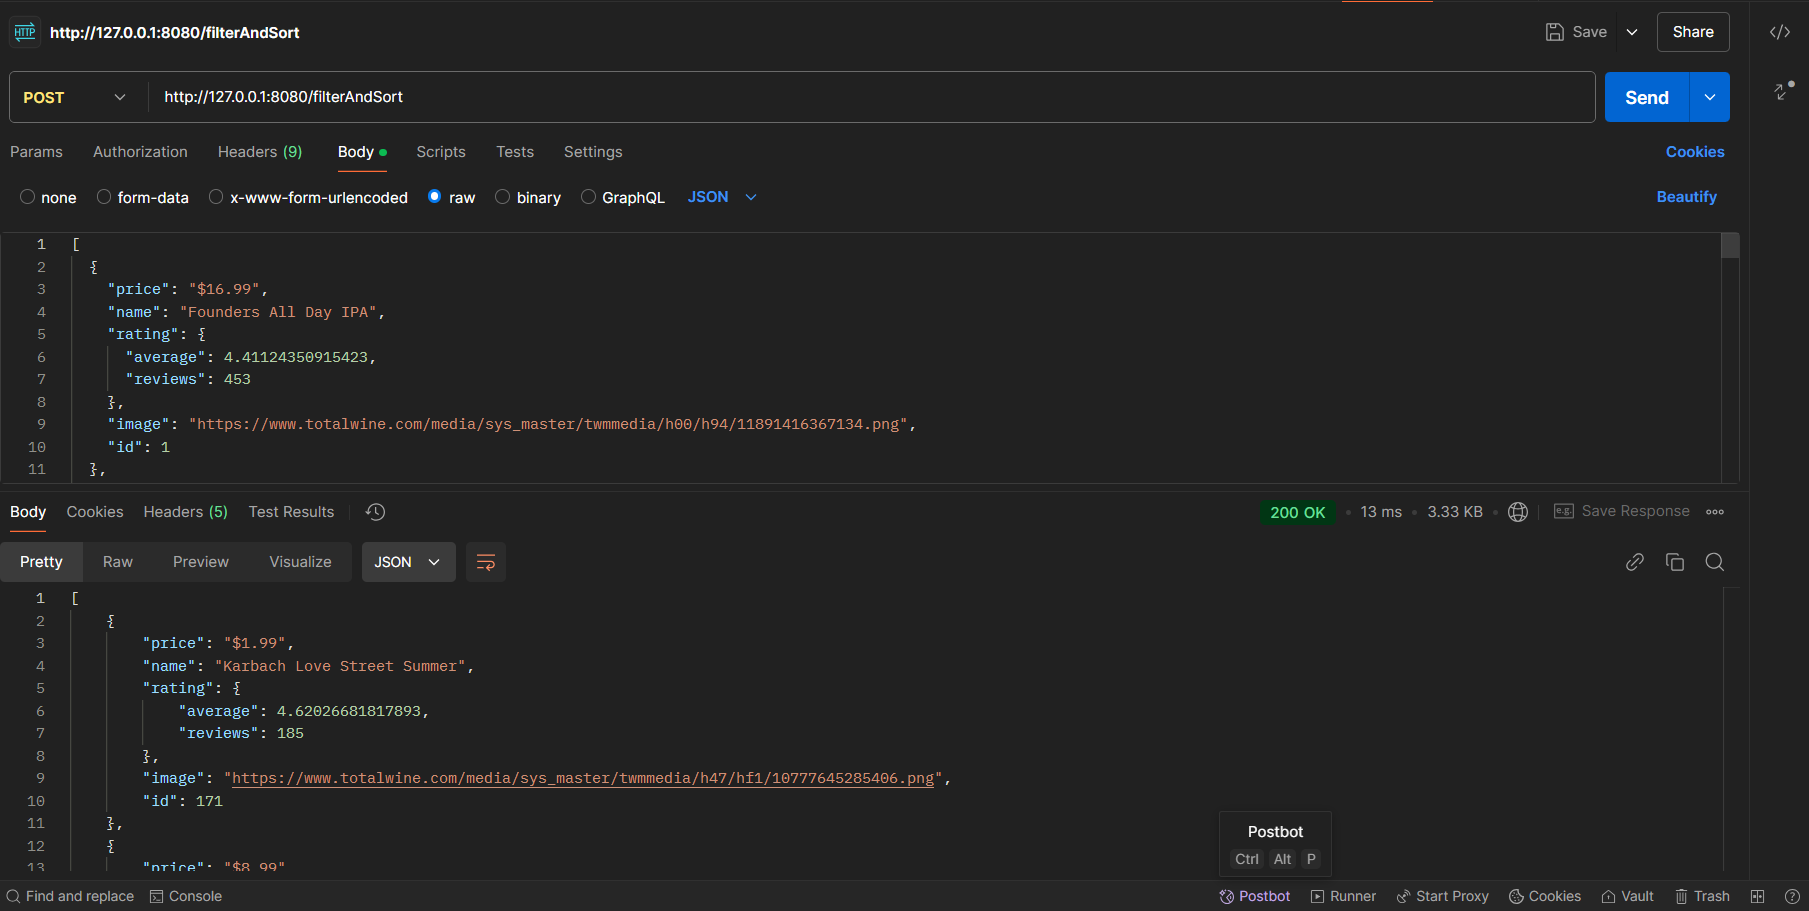 HTTP http://127.0.0.1:8080/filterAndSort Save Share
POST http://127.0.0.1:8080/filterAndSort Send
Params Authorization Headers (9) Body Scripts Tests Settings Cookies
none form-data x-www-form-urlencoded raw binary GraphQL JSON Beautify
1 [
2 {
3 "price": "$16.99",
4 "name": "Founders All Day IPA",
5 "rating": {
6 "average": 4.41124350915423,
7 "reviews": 453
8 },
9 "image": "https://www.totalwine.com/media/sys_master/twmmedia/h00/h94/11891416367134.png",
10 "id": 1
11 },
Body Cookies Headers (5) Test Results 200 OK 13 ms 3.33 KB e.g. Save Response
Pretty Raw Preview Visualize JSON
1 [
2 {
3 "price": "$1.99",
4 "name": "Karbach Love Street Summer",
5 "rating": {
6 "average": 4.62026681817893,
7 "reviews": 185
8 },
9 "image": "https://www.totalwine.com/media/sys_master/twmmedia/h47/hf1/10777645285406.png",
10 "id": 171
11 },
12 {
13 "price": "$8.99"
Postbot
Ctrl Alt P
Find and replace Console Postbot Runner Start Proxy Cookies Vault Trash